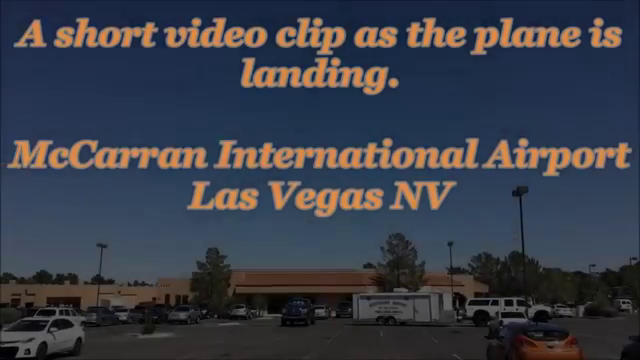 A short video clip as the plane is
landing.
McCarran International Airport
Las Vegas NV